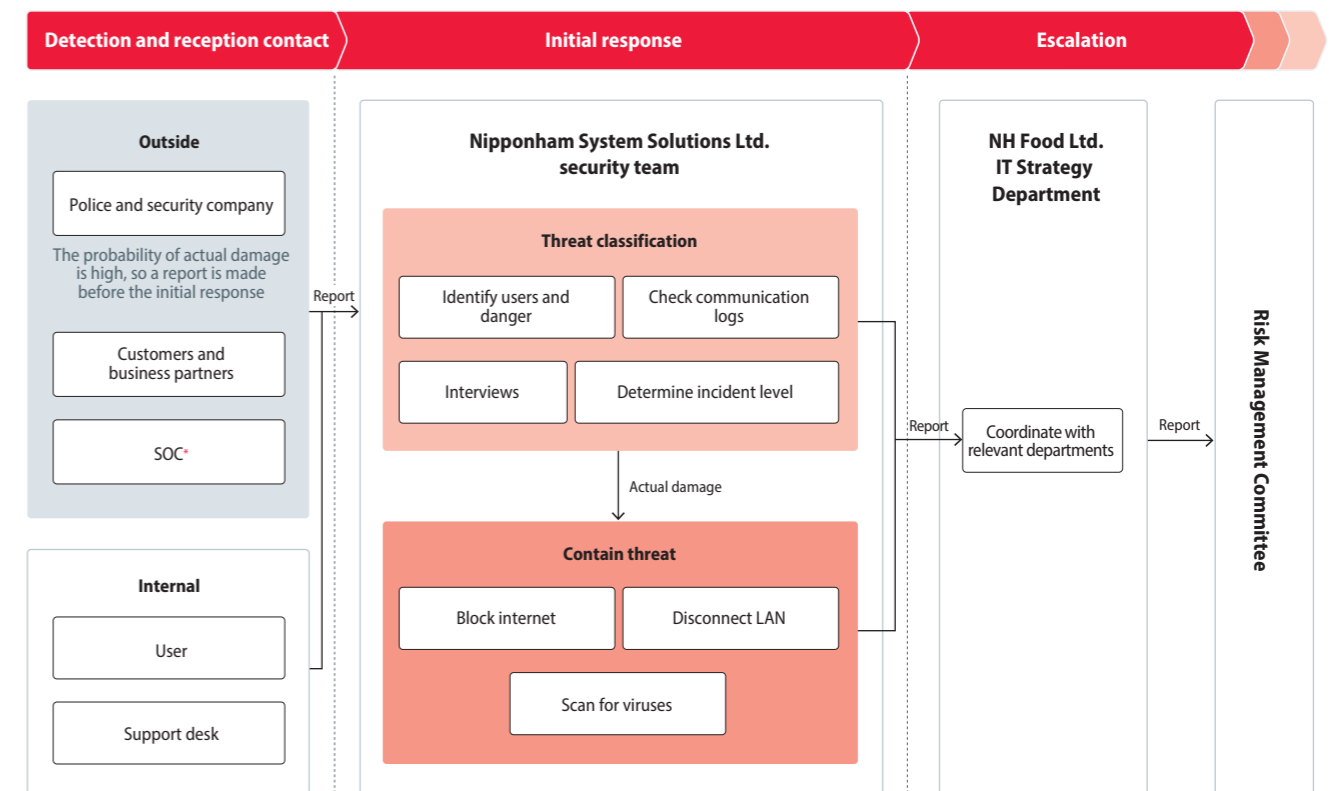 Detection and reception contact
Initial response
Escalation
Outside
Police and security company
The probability of actual damage
is high, so a report is made
before the initial response
Customers and
business partners
SOC*
Internal
User
Support desk
Report
Nipponham System Solutions Ltd.
security team
Threat classification
Identify users and
danger
Check communication
logs
Interviews
Determine incident level
Actual damage
Contain threat
Block internet
Disconnect LAN
Scan for viruses
Report
NH Food Ltd.
IT Strategy
Department
Coordinate with
relevant departments
Report
Risk Management Committee